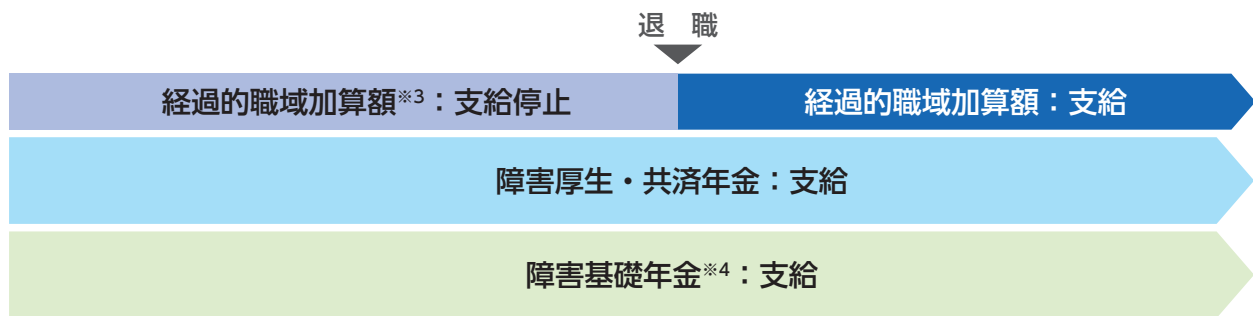 退　職
経過的職域加算額※3：支給停止
経過的職域加算額：支給
障害厚生・共済年金：支給
障害基礎年金※4：支給